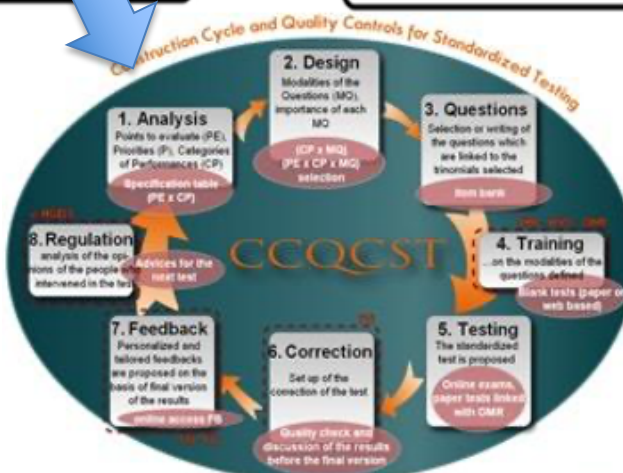 Construction Cycle and Quality Controls for Standardized Testing
1. Analysis
Points to evaluate (PE),
Priorities (P), Categories
of Performances (CP)
Specification table
(PE x CP)
2. Design
Modalities of the
Questions (MQ),
importance of each
MQ
(CP x MQ)
(PE x CP x MQ)
selection
3. Questions
Selection or writing of
the questions which
are linked to the
trinomials selected
Item bank
4. Training
...on the modalities of the
questions defined
Blank tests (paper or
web based)
5. Testing
The standardized
test is proposed
Online exams,
paper tests linked
with OMR
6. Correction
Set up of the
correction of the test
Quality check and
discussion of the results
before the final version
7. Feedback
Personalized and
tailored feedbacks
are proposed on the
basis of final version
of the results
online access FB
8. Regulation
analysis of the opi-
nions of the people who
intervened in the test
Advices for the
next test
CCQCST